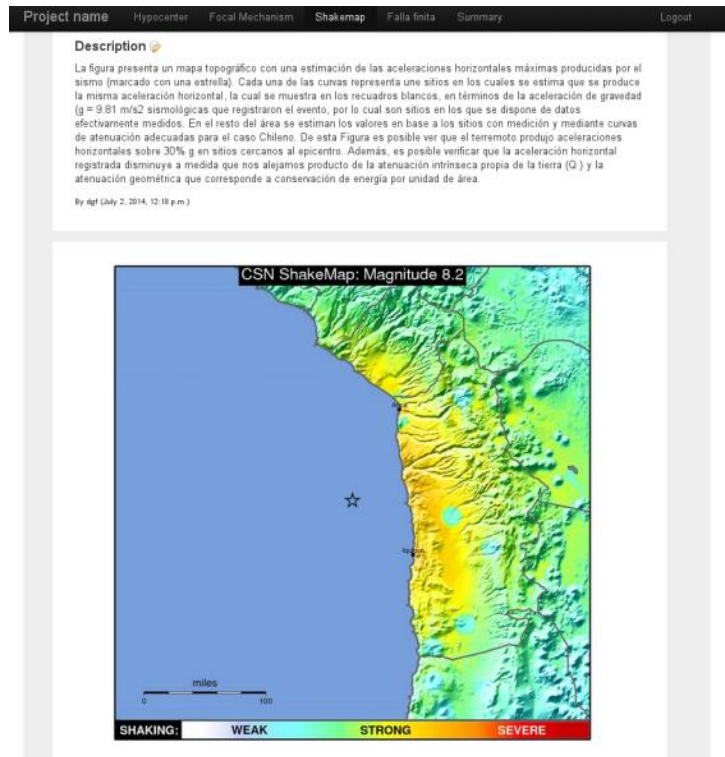 Project name Hypocenter Focal Mechanism Shakemap Falla finita Summary Logout
Description
La figura presenta un mapa topográfico con una estimación de las aceleraciones horizontales máximas producidas por el
sismo (marcado con una estrella). Cada una de las curvas representa une sitios en los cuales se estima que se produce
la misma aceleración horizontal, la cual se muestra en los recuadros blancos, en términos de la aceleración de gravedad
(g = 9.81 m/s2 sismológicas que registraron el evento, por lo cual son sitios en los que se dispone de datos
efectivamente medidos. En el resto del área se estiman los valores en base a los sitios con medición y mediante curvas
de atenuación adecuadas para el caso Chileno. De esta Figura es posible ver que el terremoto produjo aceleraciones
horizontales sobre 30% g en sitios cercanos al epicentro. Además, es posible verificar que la aceleración horizontal
registrada disminuye a medida que nos alejamos producto de la atenuación intrínseca propia de la tierra (Q ) y la
atenuación geométrica que corresponde a conservación de energía por unidad de área.
By dgf (July 2, 2014, 12:18 p.m.)
CSN ShakeMap: Magnitude 8.2
miles
0 100
SHAKING: WEAK STRONG SEVERE